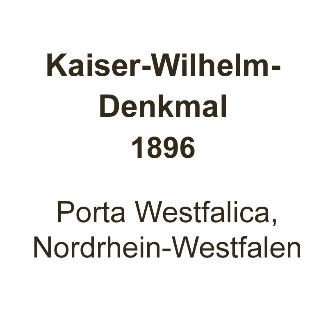 Kaiser-Wilhelm-
Denkmal
1896
Porta Westfalica,
Nordrhein-Westfalen